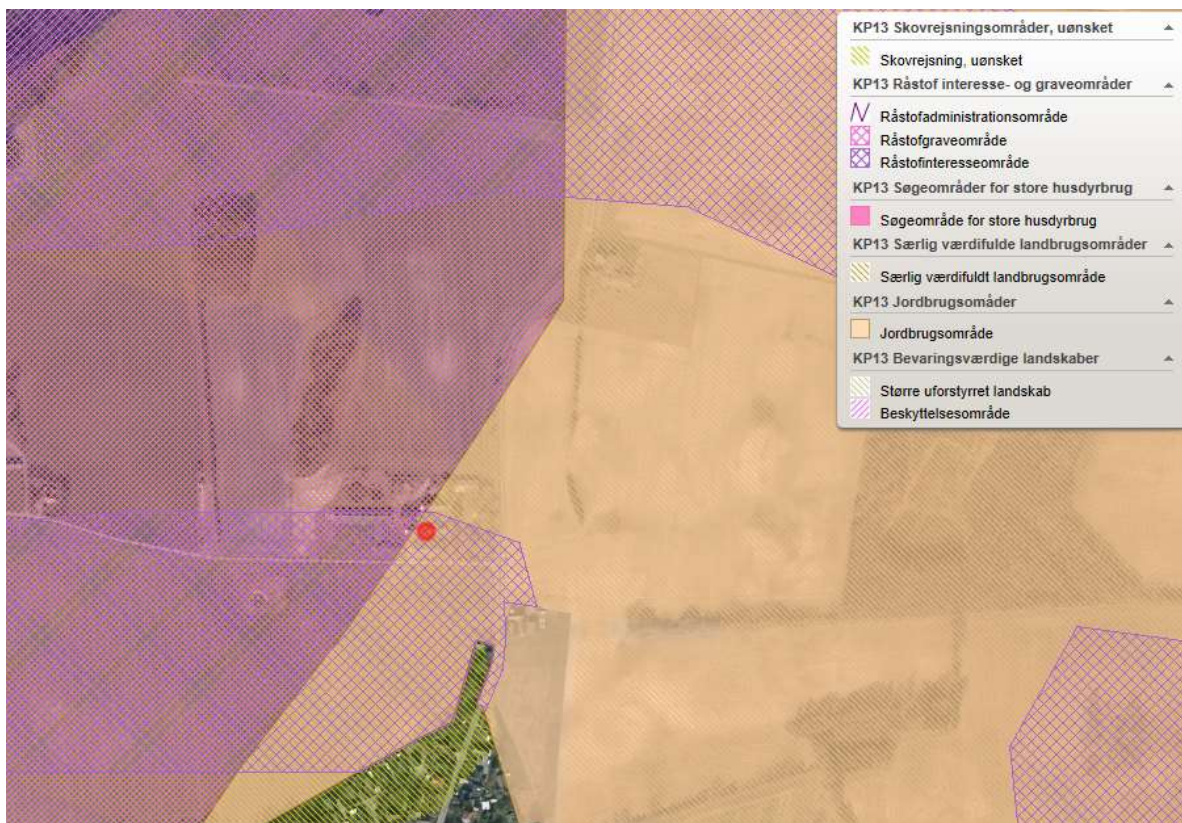 KP13 Skovrejsningsområder, uønsket
Skovrejsning, uønsket
KP13 Råstof interesse- og graveområder
Råstofadministrationsområde
Råstofgraveområde
Råstofinteresseområde
KP13 Søgeområder for store husdyrbrug
Søgeområde for store husdyrbrug
KP13 Særlig værdifulde landbrugsområder
Særlig værdifuldt landbrugsområde
KP13 Jordbrugsomåder
Jordbrugsområde
KP13 Bevaringsværdige landskaber
Større uforstyrret landskab
Beskyttelsesområde